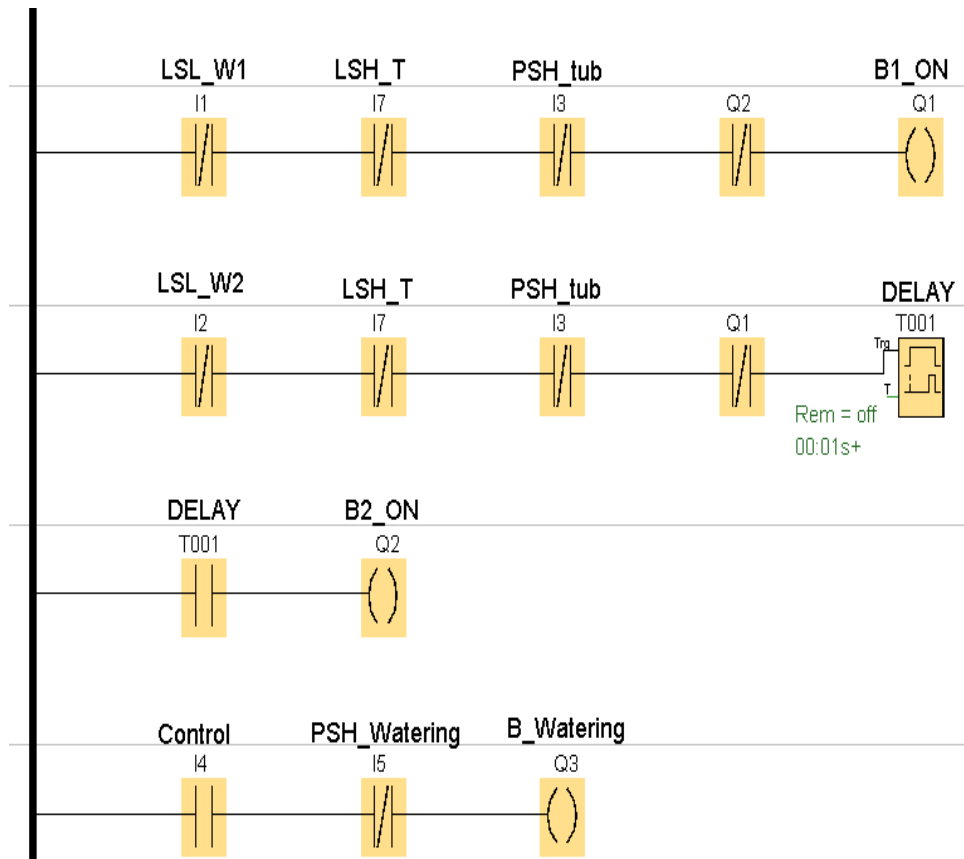 LSL_W1 LSH_T PSH_tub B1_ON
I1 I7 I3 Q2 Q1
LSL_W2 LSH_T PSH_tub DELAY
I2 I7 I3 Q1 T001
Trg
T
Rem = off
00:01s+
DELAY B2_ON
T001 Q2
Control PSH_Watering B_Watering
I4 I5 Q3